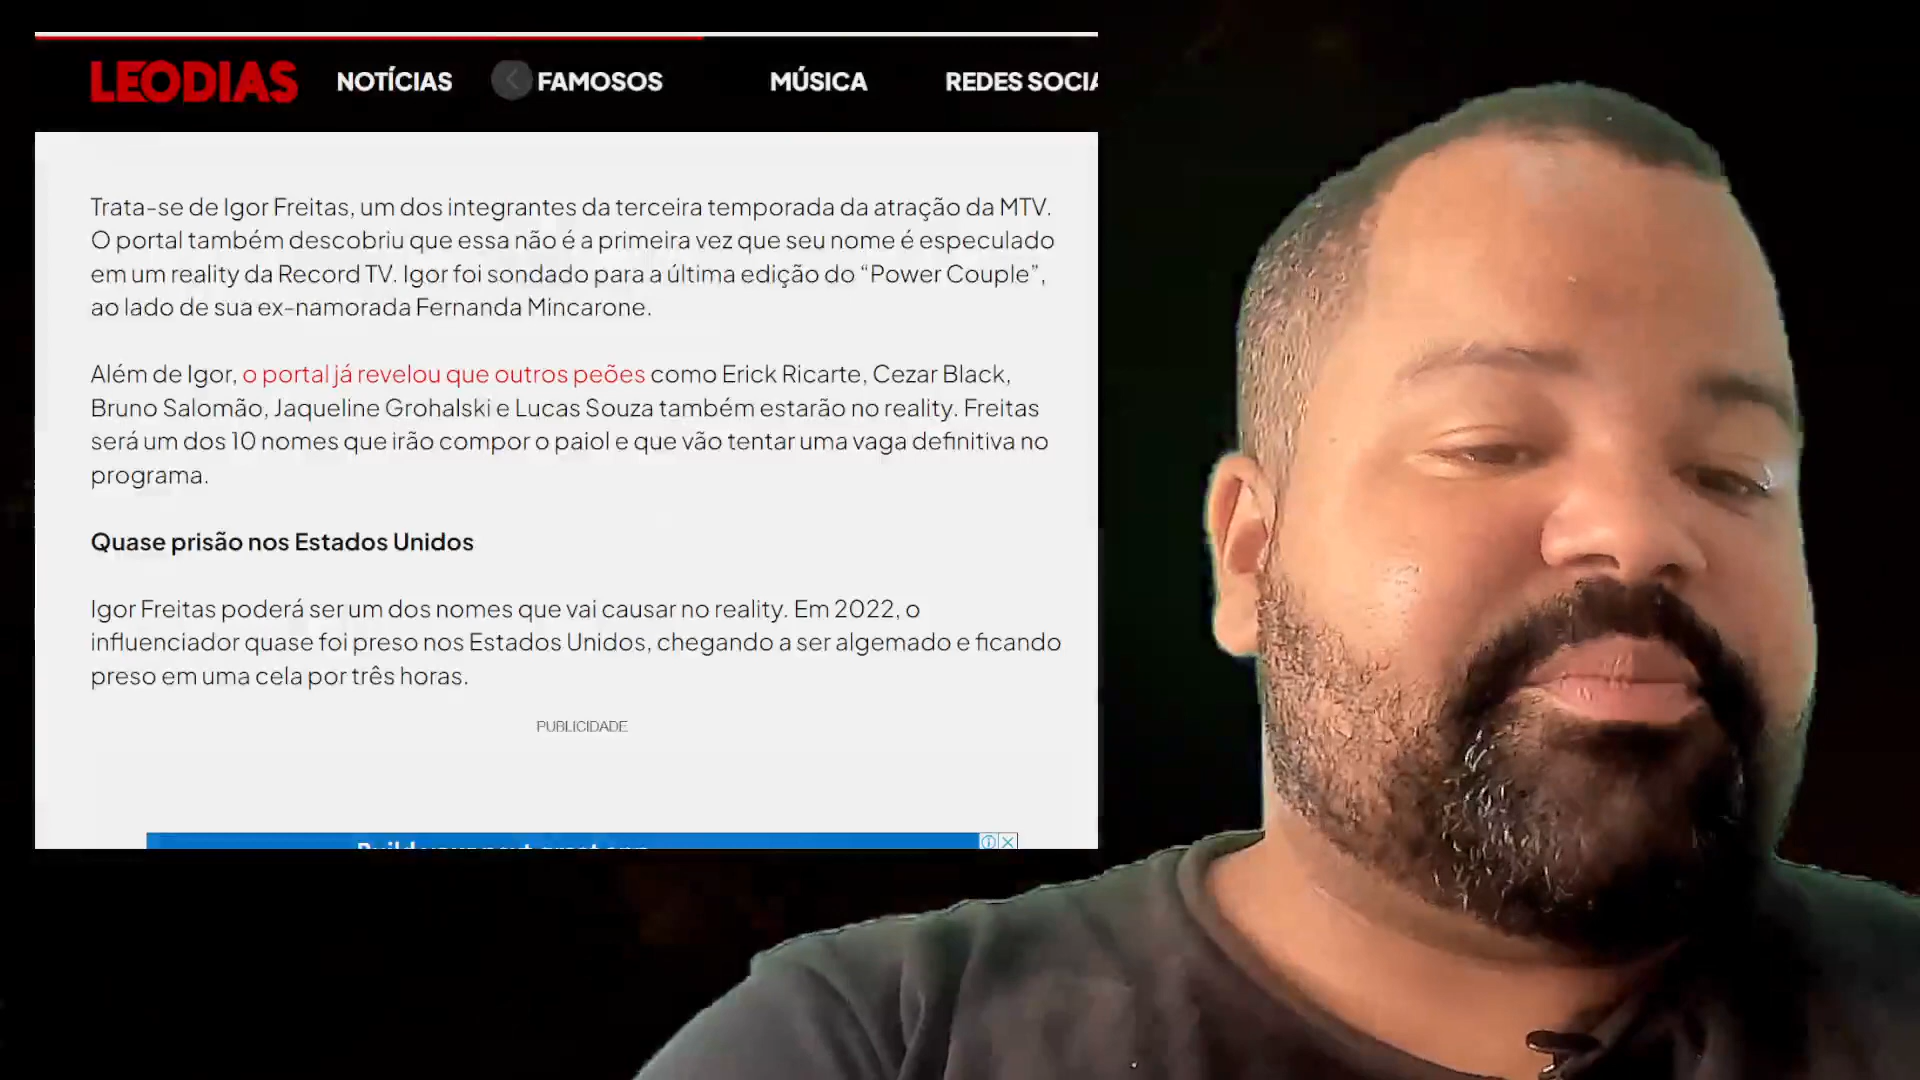 LEODIAS NOTÍCIAS FAMOSOS MÚSICA REDES SOCIA
Trata-se de Igor Freitas, um dos integrantes da terceira temporada da atração da MTV.
O portal também descobriu que essa não é a primeira vez que seu nome é especulado
em um reality da Record TV. Igor foi sondado para a última edição do “Power Couple”,
ao lado de sua ex-namorada Fernanda Mincarone.
Além de Igor, o portal já revelou que outros peões como Erick Ricarte, Cezar Black,
Bruno Salomão, Jaqueline Grohalski e Lucas Souza também estarão no reality. Freitas
será um dos 10 nomes que irão compor o paiol e que vão tentar uma vaga definitiva no
programa.
Quase prisão nos Estados Unidos
Igor Freitas poderá ser um dos nomes que vai causar no reality. Em 2022, o
influenciador quase foi preso nos Estados Unidos, chegando a ser algemado e ficando
preso em uma cela por três horas.
PUBLICIDADE
Build your next great app